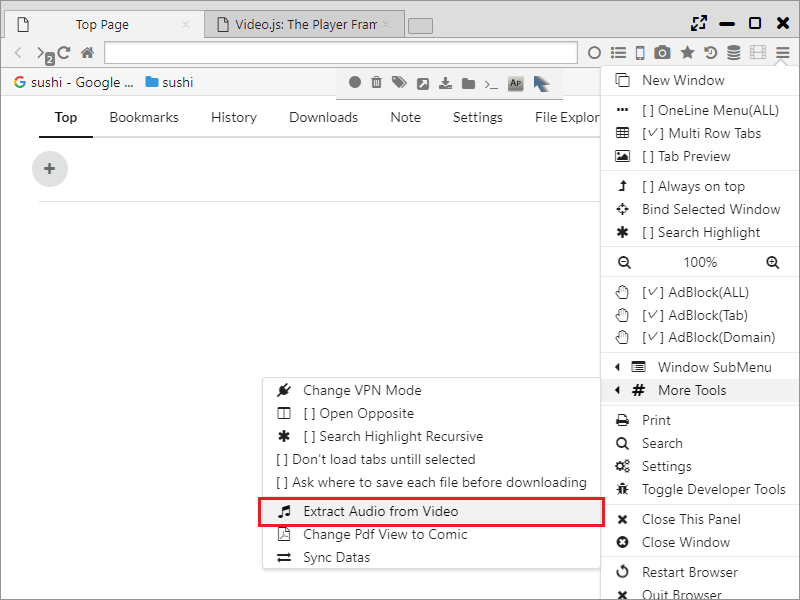 Top Page
Video.js: The Player Fram
2
sushi - Google ...
sushi
AP
Top
Bookmarks
History
Downloads
Note
Settings
File Explor
New Window
[ ] OneLine Menu(ALL)
[✓] Multi Row Tabs
[ ] Tab Preview
[ ] Always on top
Bind Selected Window
[ ] Search Highlight
100%
[✓] AdBlock(ALL)
[✓] AdBlock(Tab)
[✓] AdBlock(Domain)
Window SubMenu
More Tools
Print
Search
Settings
Toggle Developer Tools
Close This Panel
Close Window
Restart Browser
Quit Browser
Change VPN Mode
[ ] Open Opposite
[ ] Search Highlight Recursive
[ ] Don't load tabs untill selected
[ ] Ask where to save each file before downloading
Extract Audio from Video
Change Pdf View to Comic
Sync Datas